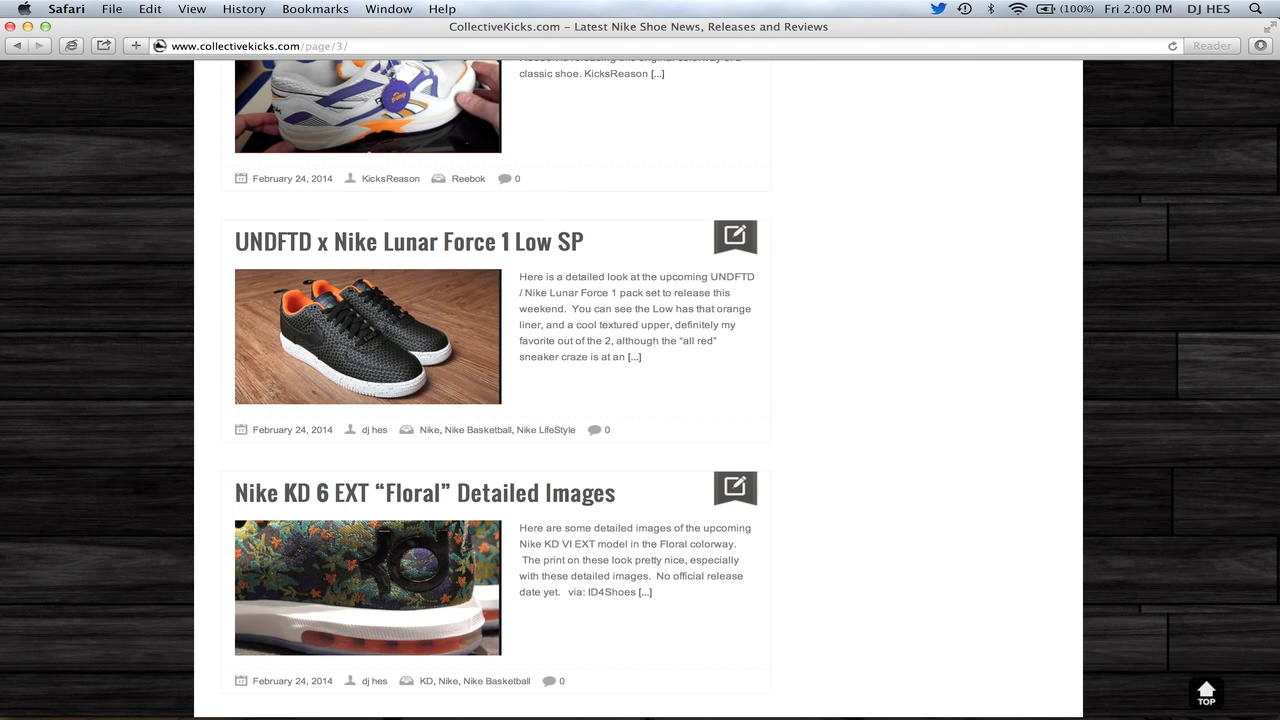 Safari File Edit View History Bookmarks Window Help (100%) Fri 2:00 PM DJ HES
CollectiveKicks.com – Latest Nike Shoe News, Releases and Reviews
www.collectivekicks.com/page/3/ Reader
classic shoe. KicksReason [...]
February 24, 2014 KicksReason Reebok 0
UNDFTD x Nike Lunar Force 1 Low SP
Here is a detailed look at the upcoming UNDFTD
/ Nike Lunar Force 1 pack set to release this
weekend. You can see the Low has that orange
liner, and a cool textured upper, definitely my
favorite out of the 2, although the "all red"
sneaker craze is at an [...]
February 24, 2014 dj hes Nike, Nike Basketball, Nike LifeStyle 0
Nike KD 6 EXT “Floral” Detailed Images
Here are some detailed images of the upcoming
Nike KD VI EXT model in the Floral colorway.
The print on these look pretty nice, especially
with these detailed images. No official release
date yet. via: ID4Shoes [...]
February 24, 2014 dj hes KD, Nike, Nike Basketball 0
TOP